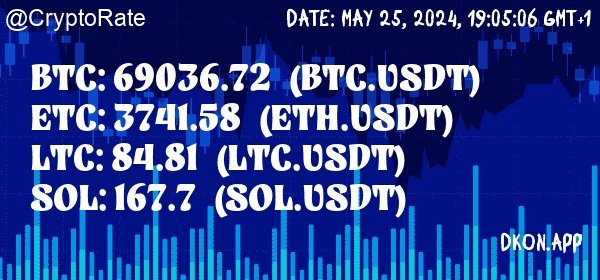 @CryptoRate
DATE: MAY 25, 2024, 19:05:06 GMT+1
BTC: 69036.72 (BTC.USDT)
ETC: 3741.58 (ETH.USDT)
LTC: 84.81 (LTC.USDT)
SOL: 167.7 (SOL.USDT)
DKON.APP